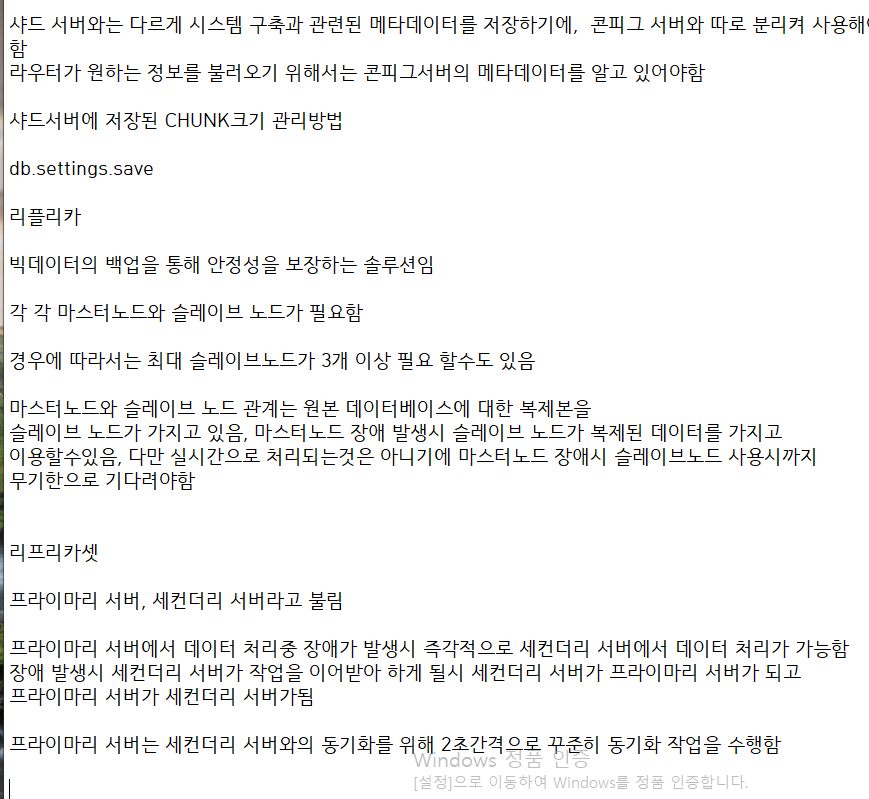 샤드 서버와는 다르게 시스템 구축과 관련된 메타데이터를 저장하기에, 콘피그 서버와 따로 분리켜 사용해야
함
라우터가 원하는 정보를 불러오기 위해서는 콘피그서버의 메타데이터를 알고 있어야함
샤드서버에 저장된 CHUNK크기 관리방법
db.settings.save
리플리카
빅데이터의 백업을 통해 안정성을 보장하는 솔루션임
각 각 마스터노드와 슬레이브 노드가 필요함
경우에 따라서는 최대 슬레이브노드가 3개 이상 필요 할수도 있음
마스터노드와 슬레이브 노드 관계는 원본 데이터베이스에 대한 복제본을
슬레이브 노드가 가지고 있음, 마스터노드 장애 발생시 슬레이브 노드가 복제된 데이터를 가지고
이용할수있음, 다만 실시간으로 처리되는것은 아니기에 마스터노드 장애시 슬레이브노드 사용시까지
무기한으로 기다려야함
리프리카셋
프라이마리 서버, 세컨더리 서버라고 불림
프라이마리 서버에서 데이터 처리중 장애가 발생시 즉각적으로 세컨더리 서버에서 데이터 처리가 가능함
장애 발생시 세컨더리 서버가 작업을 이어받아 하게 될시 세컨더리 서버가 프라이마리 서버가 되고
프라이마리 서버가 세컨더리 서버가됨
프라이마리 서버는 세컨더리 서버와의 동기화를 위해 2초간격으로 꾸준히 동기화 작업을 수행함
Windows 정품 인증
[설정]으로 이동하여 Windows를 정품 인증합니다.